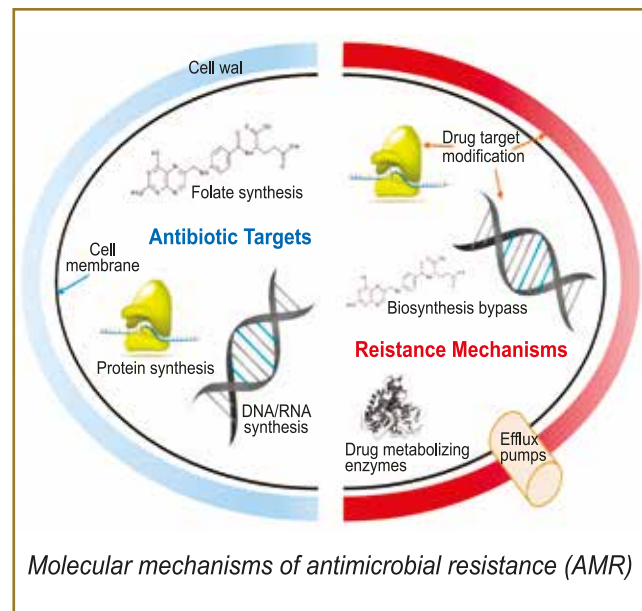 Cell wal
Folate synthesis
Antibiotic Targets
Cell
membrane
Protein synthesis
DNA/RNA
synthesis
Drug target
modification
Biosynthesis bypass
Reistance Mechanisms
Drug metabolizing
enzymes
Efflux
pumps
Molecular mechanisms of antimicrobial resistance (AMR)